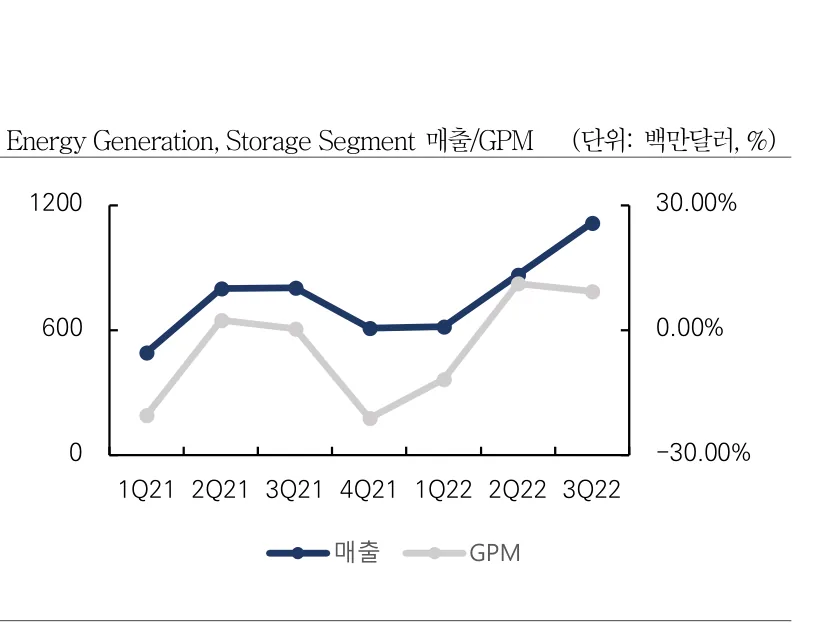 Energy Generation, Storage Segment 매출/GPM (단위: 백만달러, %)
1200 30.00%
600 0.00%
0 -30.00%
1Q21 2Q21 3Q21 4Q21 1Q22 2Q22 3Q22
매출 GPM